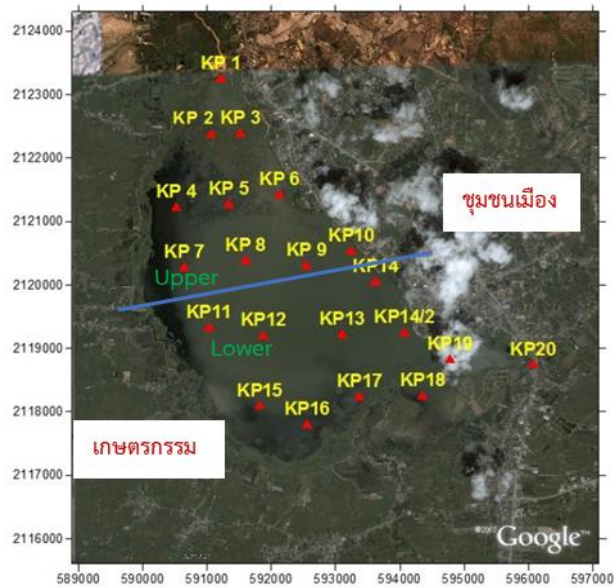 2124000
KP 1
2123000
KP 2 KP 3
2122000
KP 4 KP 5 KP 6
ชุมชนเมือง
2121000
KP 7 KP 8 KP 9 KP10
Upper
KP14
2120000
KP11 KP12 KP13 KP14/2
Lower
KP19 KP20
2119000
KP15 KP16 KP17 KP18
2118000
เกษตรกรรม
2117000
2116000
©2007 Google™
589000 590000 591000 592000 593000 594000 595000 596000 597000